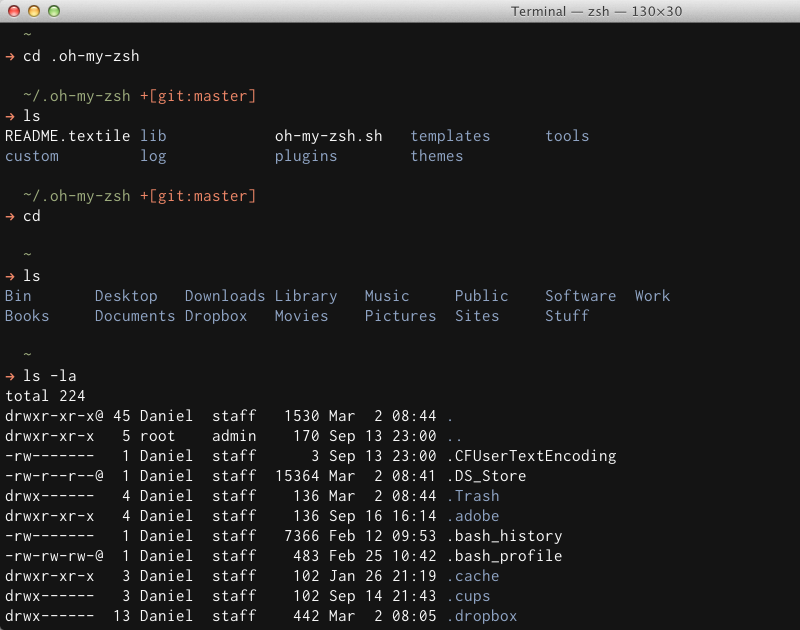 Terminal — zsh — 130×30
~
→ cd .oh-my-zsh
~/.oh-my-zsh +[git:master]
→ ls
README.textile lib            oh-my-zsh.sh   templates      tools
custom         log            plugins        themes
~/.oh-my-zsh +[git:master]
→ cd
~
→ ls
Bin       Desktop   Downloads Library   Music     Public    Software  Work
Books     Documents Dropbox   Movies    Pictures  Sites     Stuff
~
→ ls -la
total 224
drwxr-xr-x@ 45 Daniel  staff   1530 Mar  2 08:44 .
drwxr-xr-x   5 root    admin    170 Sep 13 23:00 ..
-rw-------   1 Daniel  staff      3 Sep 13 23:00 .CFUserTextEncoding
-rw-r--r--@  1 Daniel  staff  15364 Mar  2 08:41 .DS_Store
drwx------   4 Daniel  staff    136 Mar  2 08:44 .Trash
drwxr-xr-x   4 Daniel  staff    136 Sep 16 16:14 .adobe
-rw-------   1 Daniel  staff   7366 Feb 12 09:53 .bash_history
-rw-rw-rw-@  1 Daniel  staff    483 Feb 25 10:42 .bash_profile
drwxr-xr-x   3 Daniel  staff    102 Jan 26 21:19 .cache
drwx------   3 Daniel  staff    102 Sep 14 21:43 .cups
drwx------  13 Daniel  staff    442 Mar  2 08:05 .dropbox